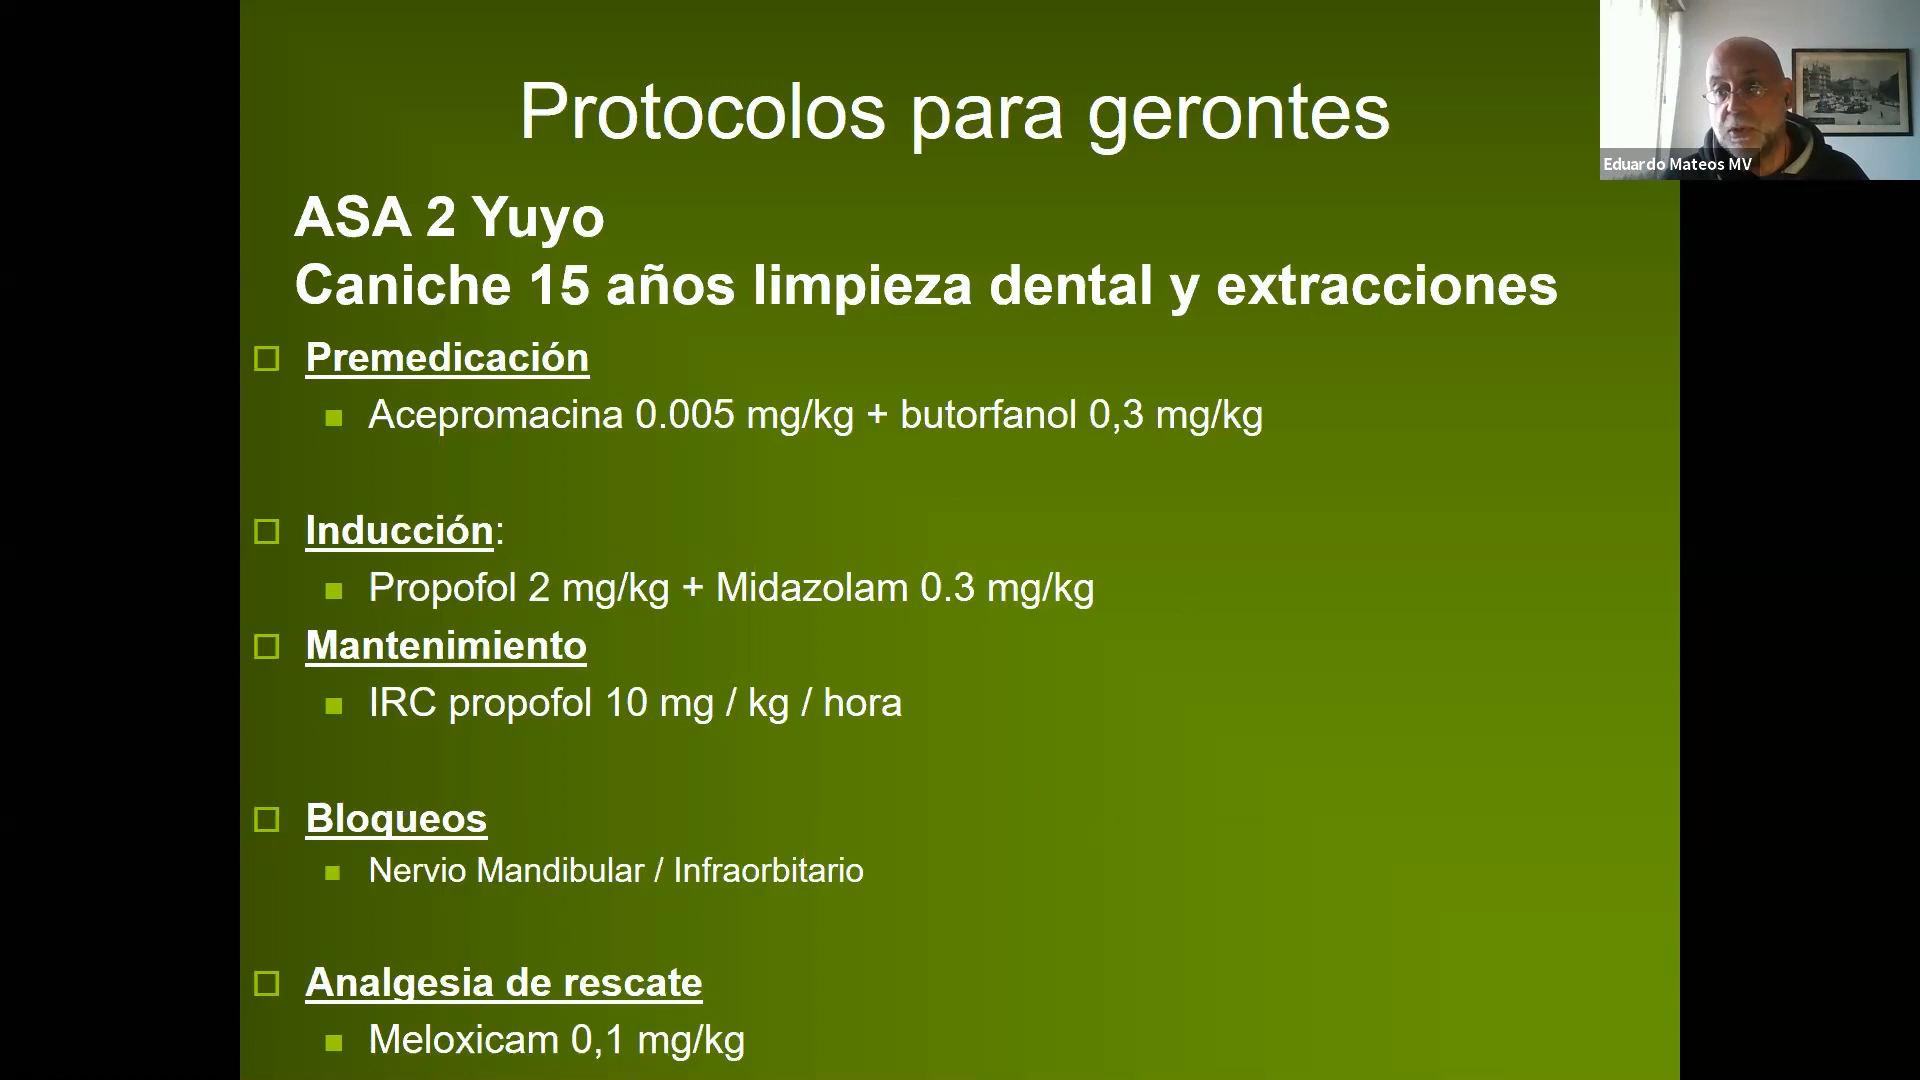 Protocolos para gerontes
Eduardo Mateos MV
ASA 2 Yuyo
Caniche 15 años limpieza dental y extracciones
Premedicación
Acepromacina 0.005 mg/kg + butorfanol 0,3 mg/kg
Inducción:
Propofol 2 mg/kg + Midazolam 0.3 mg/kg
Mantenimiento
IRC propofol 10 mg / kg / hora
Bloqueos
Nervio Mandibular / Infraorbitario
Analgesia de rescate
Meloxicam 0,1 mg/kg